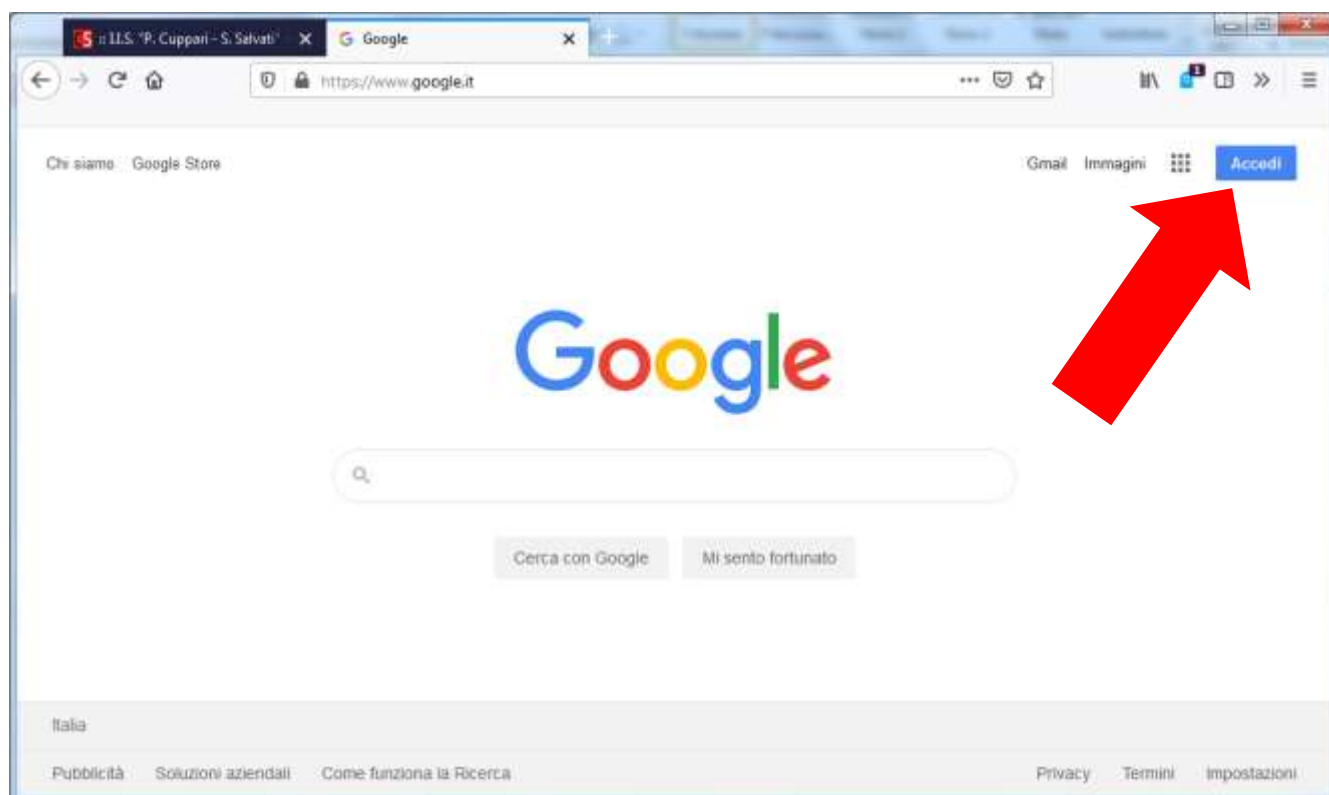 :: I.I.S. "P. Cuppari - S. Salvati"
Google
https://www.google.it
1
Chi siamo Google Store
Gmail Immagini Accedi
Google
Cerca con Google Mi sento fortunato
Italia
Pubblicità Soluzioni aziendali Come funziona la Ricerca
Privacy Termini Impostazioni